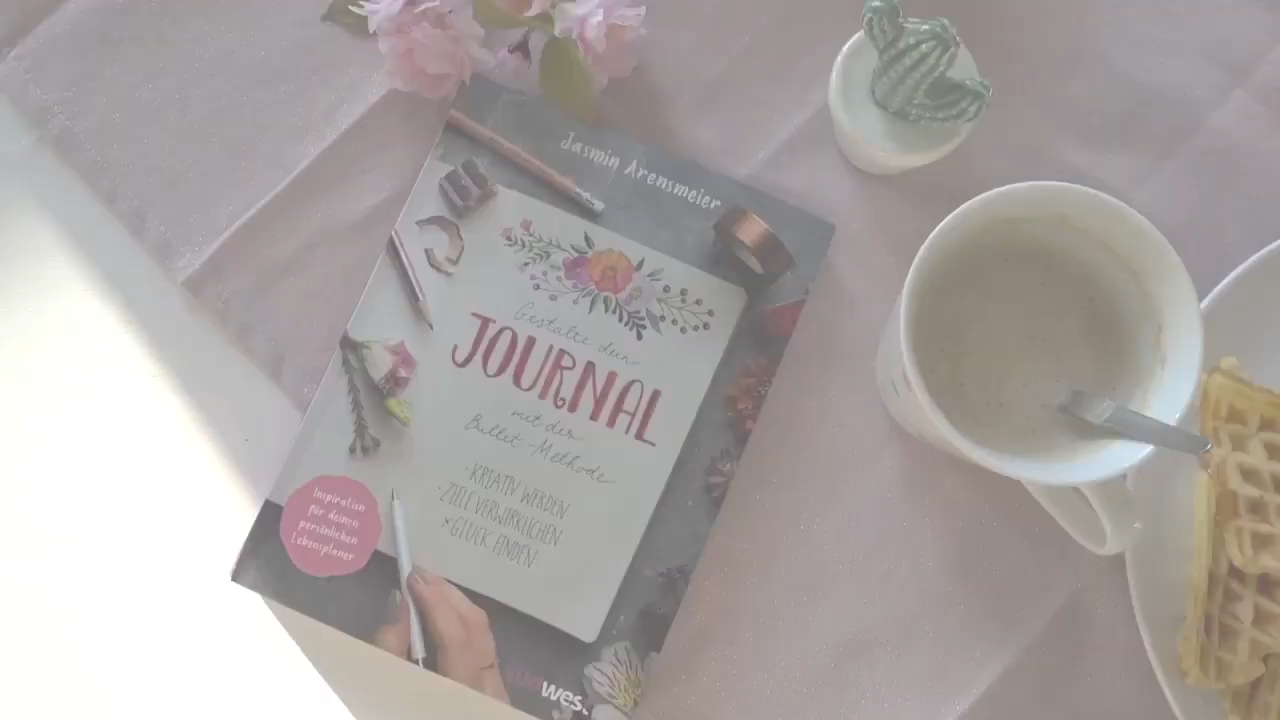 Jasmin Arensmeier
Gestalte dein
JOURNAL
mit der
Bullet-Methode
· KREATIV WERDEN
· ZIELE VERWIRKLICHEN
× GLÜCK FINDEN
Inspiration
für deinen
persönlichen
Lebensplaner
wes.